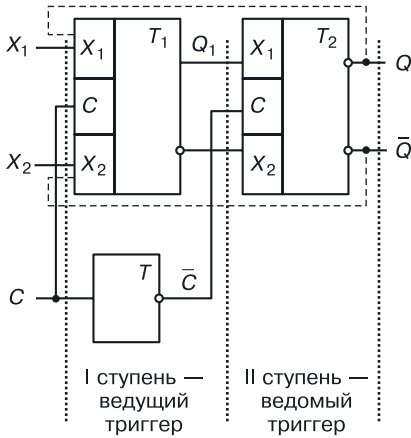 X₁ X₁ T₁ Q₁ X₁ T₂ Q
C C
X₂ X₂ X₂ Q̅
C T C̅
I ступень — II ступень —
ведущий ведомый
триггер триггер